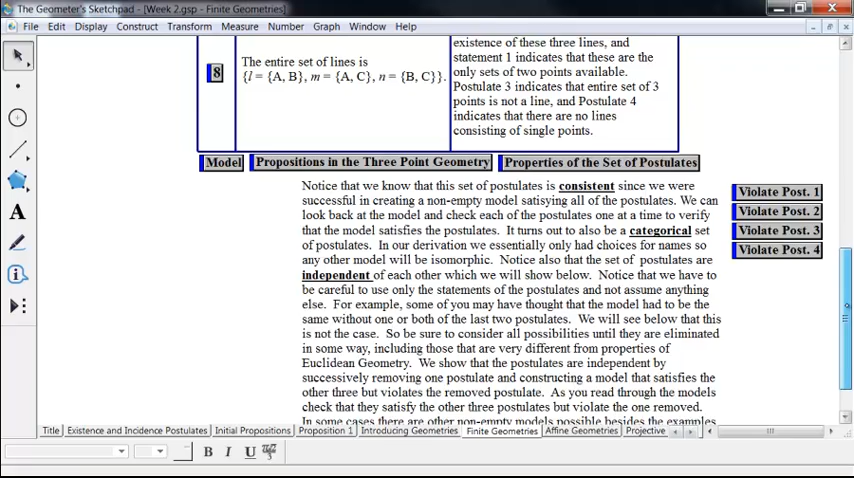 The Geometer's Sketchpad - [Week 2.gsp - Finite Geometries]
File Edit Display Construct Transform Measure Number Graph Window Help
8
The entire set of lines is
{l = {A, B}, m = {A, C}, n = {B, C}}.
existence of these three lines, and
statement 1 indicates that these are the
only sets of two points available.
Postulate 3 indicates that entire set of 3
points is not a line, and Postulate 4
indicates that there are no lines
consisting of single points.
Model Propositions in the Three Point Geometry Properties of the Set of Postulates
Notice that we know that this set of postulates is consistent since we were
successful in creating a non-empty model satisying all of the postulates. We can
look back at the model and check each of the postulates one at a time to verify
that the model satisfies the postulates. It turns out to also be a categorical set
of postulates. In our derivation we essentially only had choices for names so
any other model will be isomorphic. Notice also that the set of postulates are
independent of each other which we will show below. Notice that we have to
be careful to use only the statements of the postulates and not assume anything
else. For example, some of you may have thought that the model had to be the
same without one or both of the last two postulates. We will see below that this
is not the case. So be sure to consider all possibilities until they are eliminated
in some way, including those that are very different from properties of
Euclidean Geometry. We show that the postulates are independent by
successively removing one postulate and constructing a model that satisfies the
other three but violates the removed postulate. As you read through the models
check that they satisfy the other three postulates but violate the one removed.
In some cases there are other non-empty models possible besides the examples
Violate Post. 1
Violate Post. 2
Violate Post. 3
Violate Post. 4
A
Title Existence and Incidence Postulates Initial Propositions Proposition 1 Introducing Geometries Finite Geometries Affine Geometries Projective
B I U